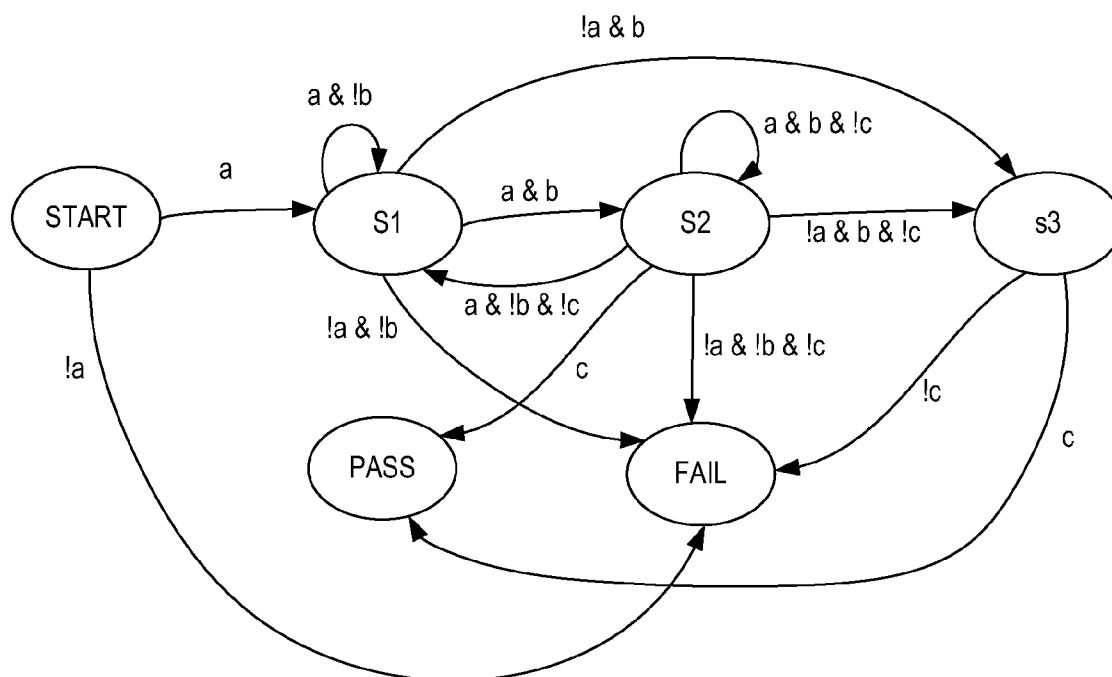 !a & b
a & !b
a & b & !c
a
a & b
START
S1
S2
s3
!a & b & !c
a & !b & !c
!a & !b
!a & !b & !c
!a
c
!c
c
PASS
FAIL